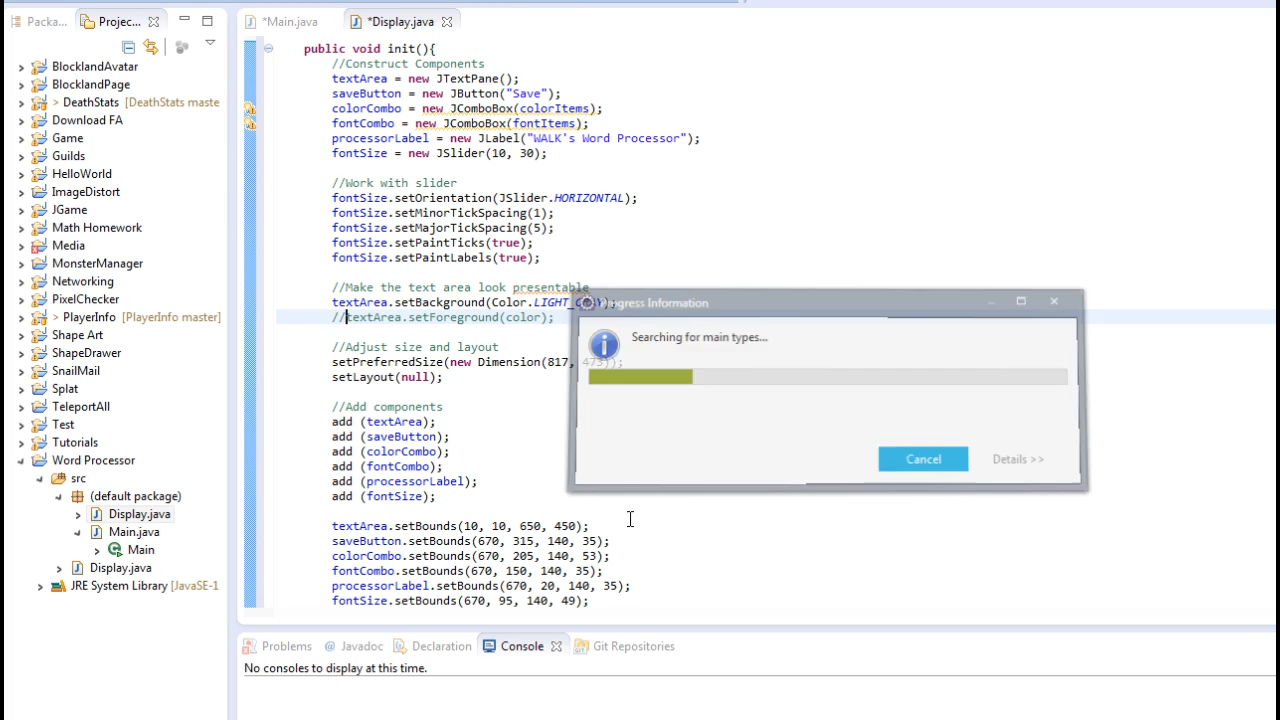 Packa...
Projec...
*Main.java
*Display.java
BlocklandAvatar
BlocklandPage
> DeathStats [DeathStats maste
Download FA
Game
Guilds
HelloWorld
ImageDistort
JGame
Math Homework
Media
MonsterManager
Networking
PixelChecker
> PlayerInfo [PlayerInfo master]
Shape Art
ShapeDrawer
SnailMail
Splat
TeleportAll
Test
Tutorials
Word Processor
src
(default package)
Display.java
Main.java
Main
Display.java
JRE System Library [JavaSE-1
public void init(){
//Construct Components
textArea = new JTextPane();
saveButton = new JButton("Save");
colorCombo = new JComboBox(colorItems);
fontCombo = new JComboBox(fontItems);
processorLabel = new JLabel("WALK's Word Processor");
fontSize = new JSlider(10, 30);
//Work with slider
fontSize.setOrientation(JSlider.HORIZONTAL);
fontSize.setMinorTickSpacing(1);
fontSize.setMajorTickSpacing(5);
fontSize.setPaintTicks(true);
fontSize.setPaintLabels(true);
//Make the text area look presentable
textArea.setBackground(Color.LIGHT_GRAY);
//textArea.setForeground(color);
//Adjust size and layout
setPreferredSize(new Dimension(817, 473));
setLayout(null);
//Add components
add (textArea);
add (saveButton);
add (colorCombo);
add (fontCombo);
add (processorLabel);
add (fontSize);
textArea.setBounds(10, 10, 650, 450);
saveButton.setBounds(670, 315, 140, 35);
colorCombo.setBounds(670, 205, 140, 53);
fontCombo.setBounds(670, 150, 140, 35);
processorLabel.setBounds(670, 20, 140, 35);
fontSize.setBounds(670, 95, 140, 49);
Progress Information
Searching for main types...
Cancel
Details >>
Problems
@ Javadoc
Declaration
Console
Git Repositories
No consoles to display at this time.